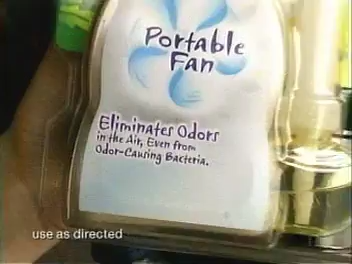 Portable
Fan
Eliminates Odors
in the Air, Even from
Odor-Causing Bacteria.
use as directed